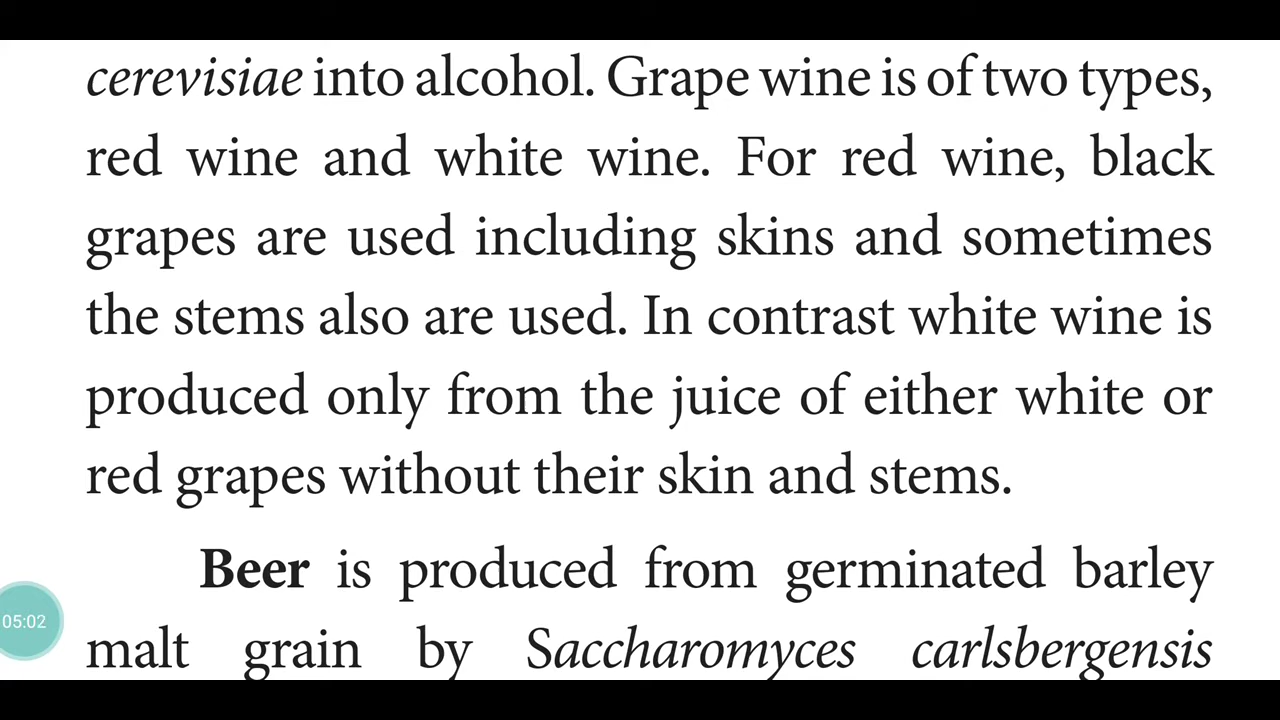 cerevisiae into alcohol. Grape wine is of two types,
red wine and white wine. For red wine, black
grapes are used including skins and sometimes
the stems also are used. In contrast white wine is
produced only from the juice of either white or
red grapes without their skin and stems.
Beer is produced from germinated barley
05:02
malt grain by Saccharomyces carlsbergensis